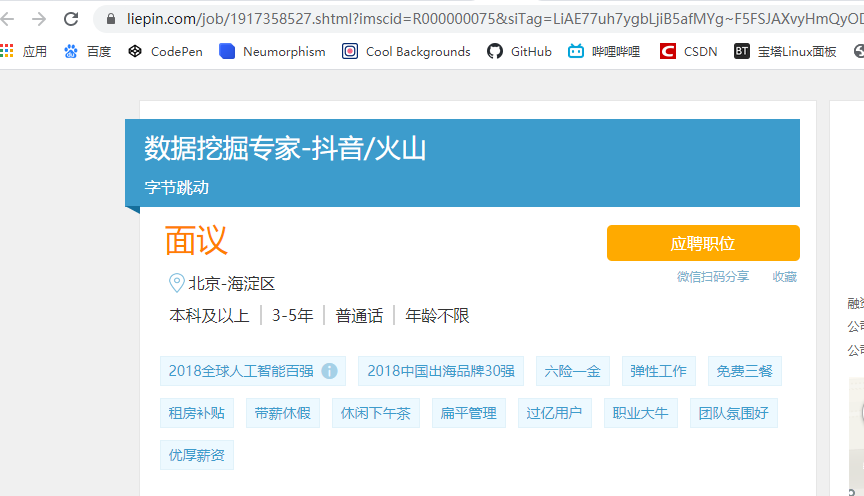 liepin.com/job/1917358527.shtml?imscid=R000000075&siTag=LiAE77uh7ygbLjiB5afMYg~F5FSJAXvyHmQyOD
应用 百度 CodePen Neumorphism Cool Backgrounds GitHub 哔哩哔哩 CSDN BT 宝塔Linux面板
数据挖掘专家-抖音/火山
字节跳动
面议
应聘职位
微信扫码分享 收藏
北京-海淀区
本科及以上 3-5年 普通话 年龄不限
融资
公司
公司
2018全球人工智能百强 2018中国出海品牌30强 六险一金 弹性工作 免费三餐
租房补贴 带薪休假 休闲下午茶 扁平管理 过亿用户 职业大牛 团队氛围好
优厚薪资